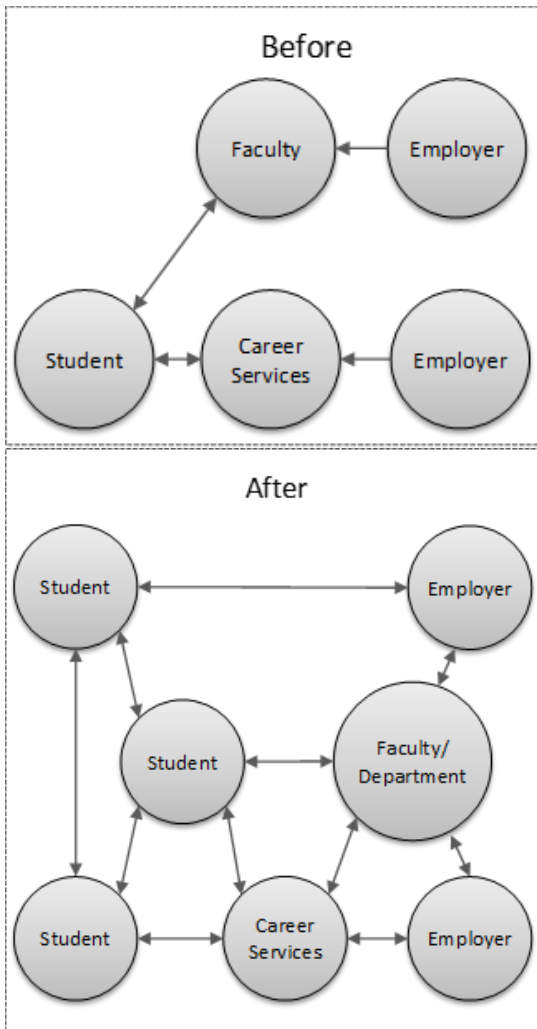 Before
Faculty
Employer
Student
Career
Services
Employer
After
Student
Employer
Student
Faculty/
Department
Student
Career
Services
Employer